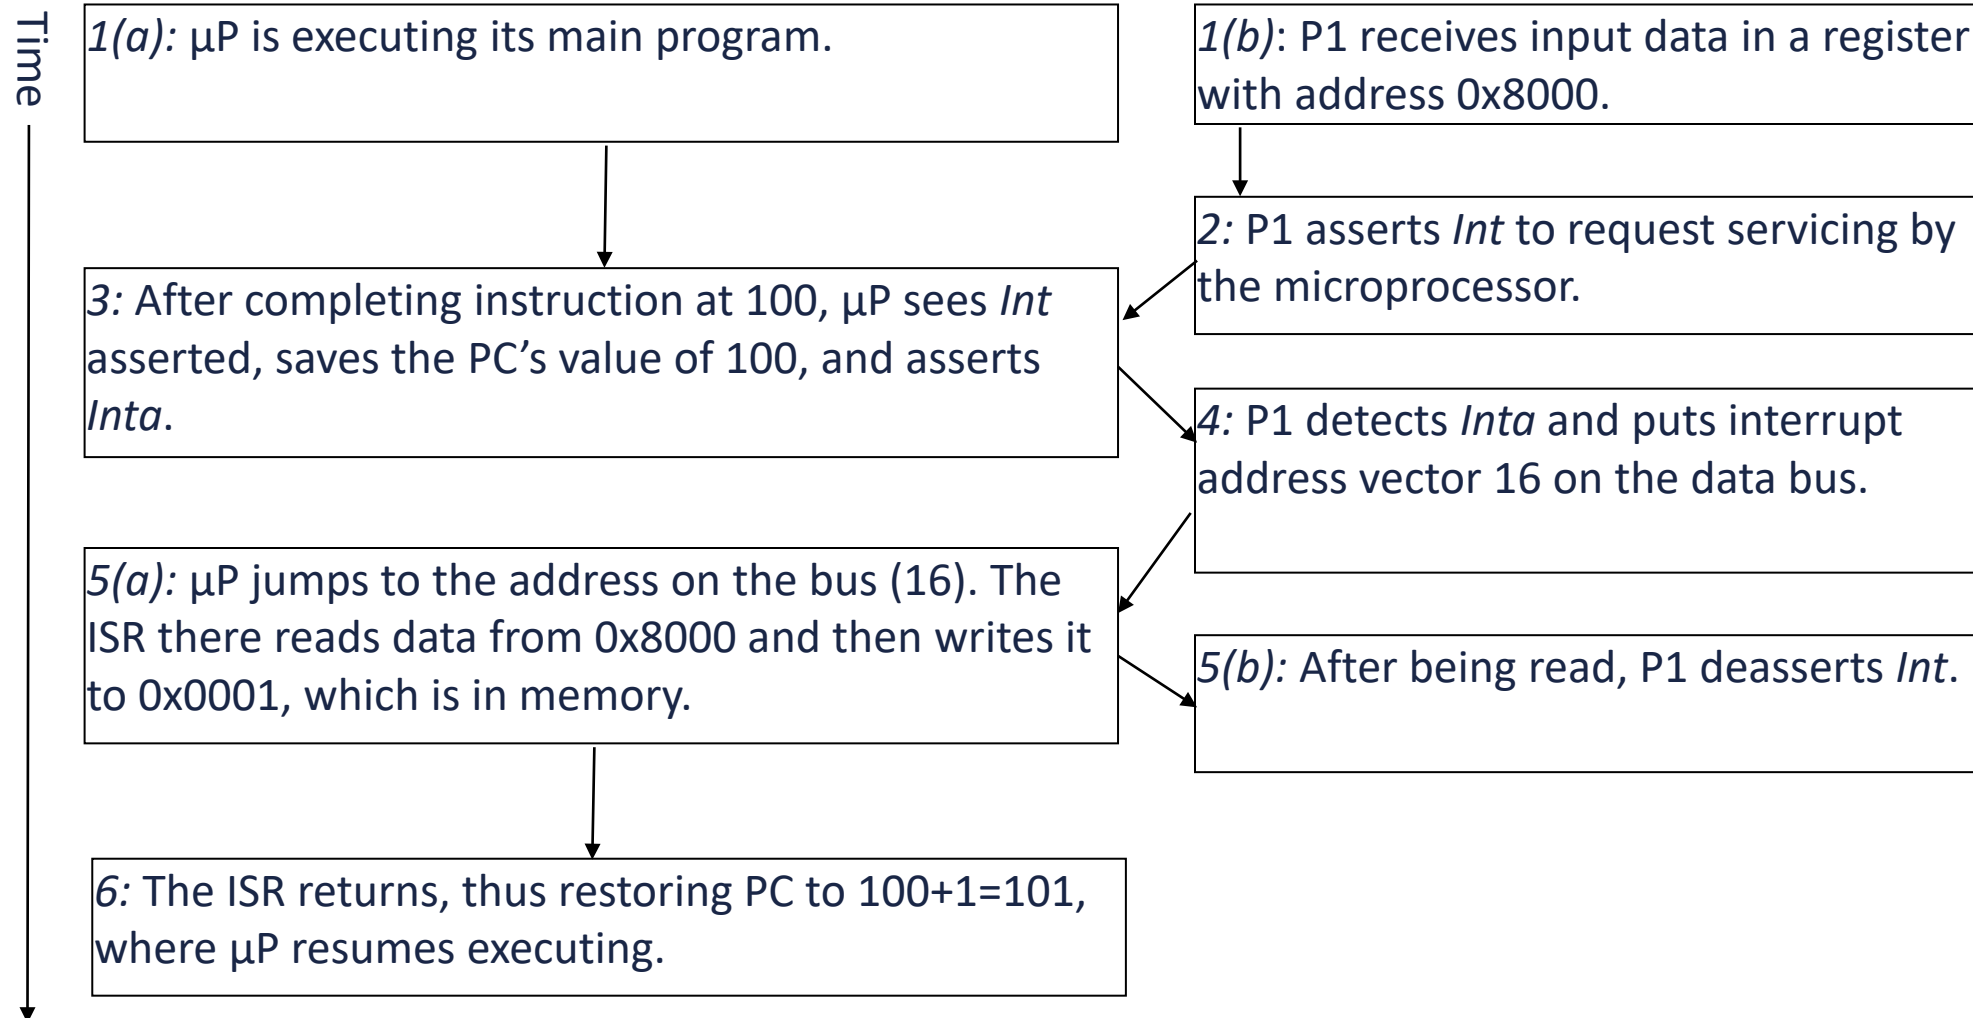 Time
1(a): µP is executing its main program.
1(b): P1 receives input data in a register
with address 0x8000.
2: P1 asserts Int to request servicing by
the microprocessor.
3: After completing instruction at 100, µP sees Int
asserted, saves the PC’s value of 100, and asserts
Inta.
4: P1 detects Inta and puts interrupt
address vector 16 on the data bus.
5(a): µP jumps to the address on the bus (16). The
ISR there reads data from 0x8000 and then writes it
to 0x0001, which is in memory.
5(b): After being read, P1 deasserts Int.
6: The ISR returns, thus restoring PC to 100+1=101,
where µP resumes executing.